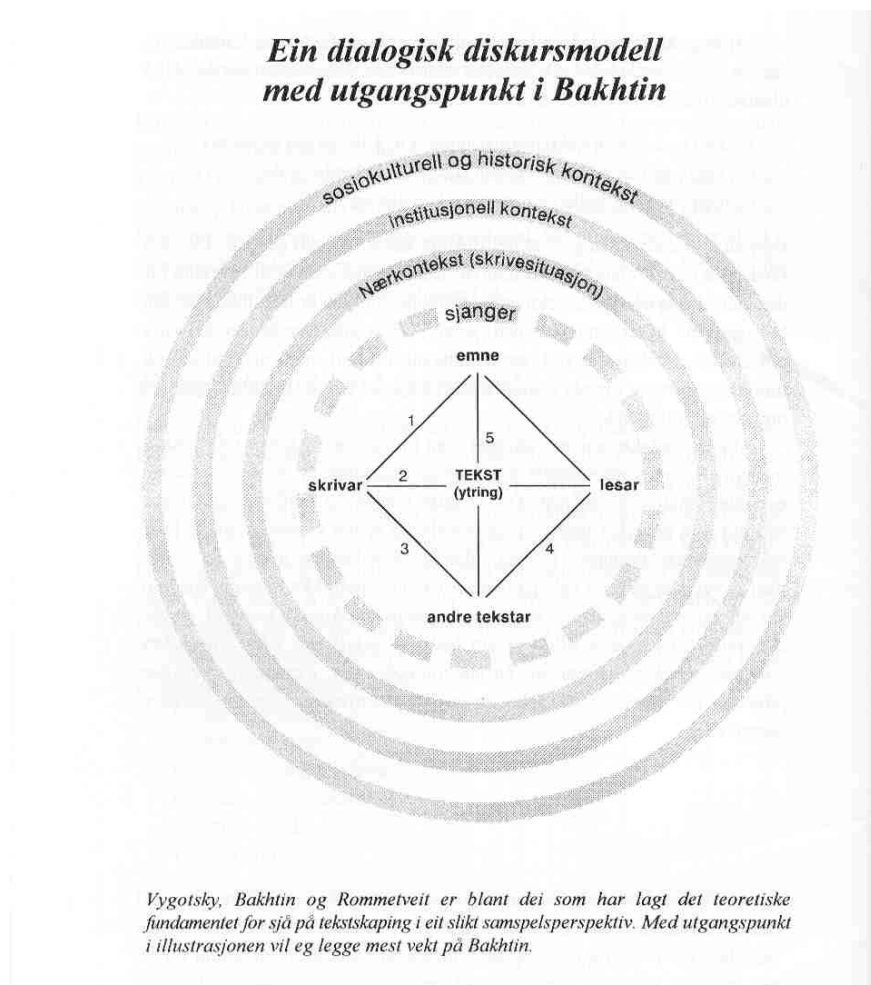 Ein dialogisk diskursmodell
med utgangspunkt i Bakhtin
sosiokulturell og historisk kontekst
institusjonell kontekst
Nærkontekst (skrivesituasjon)
sjanger
emne
1
5
skrivar
2
TEKST
(ytring)
lesar
3
4
andre tekstar
Vygotsky, Bakhtin og Rommetveit er blant dei som har lagt det teoretiske
fundamentet for sjå på tekstskaping i eit slikt samspelsperspektiv. Med utgangspunkt
i illustrasjonen vil eg legge mest vekt på Bakhtin.